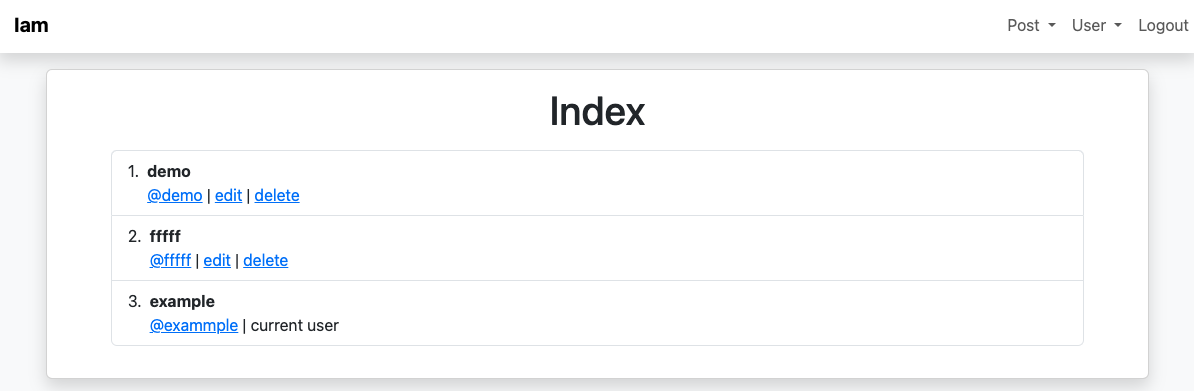 Iam
Post
User
Logout
Index
1. demo
@demo | edit | delete
2. fffff
@fffff | edit | delete
3. example
@exammple | current user